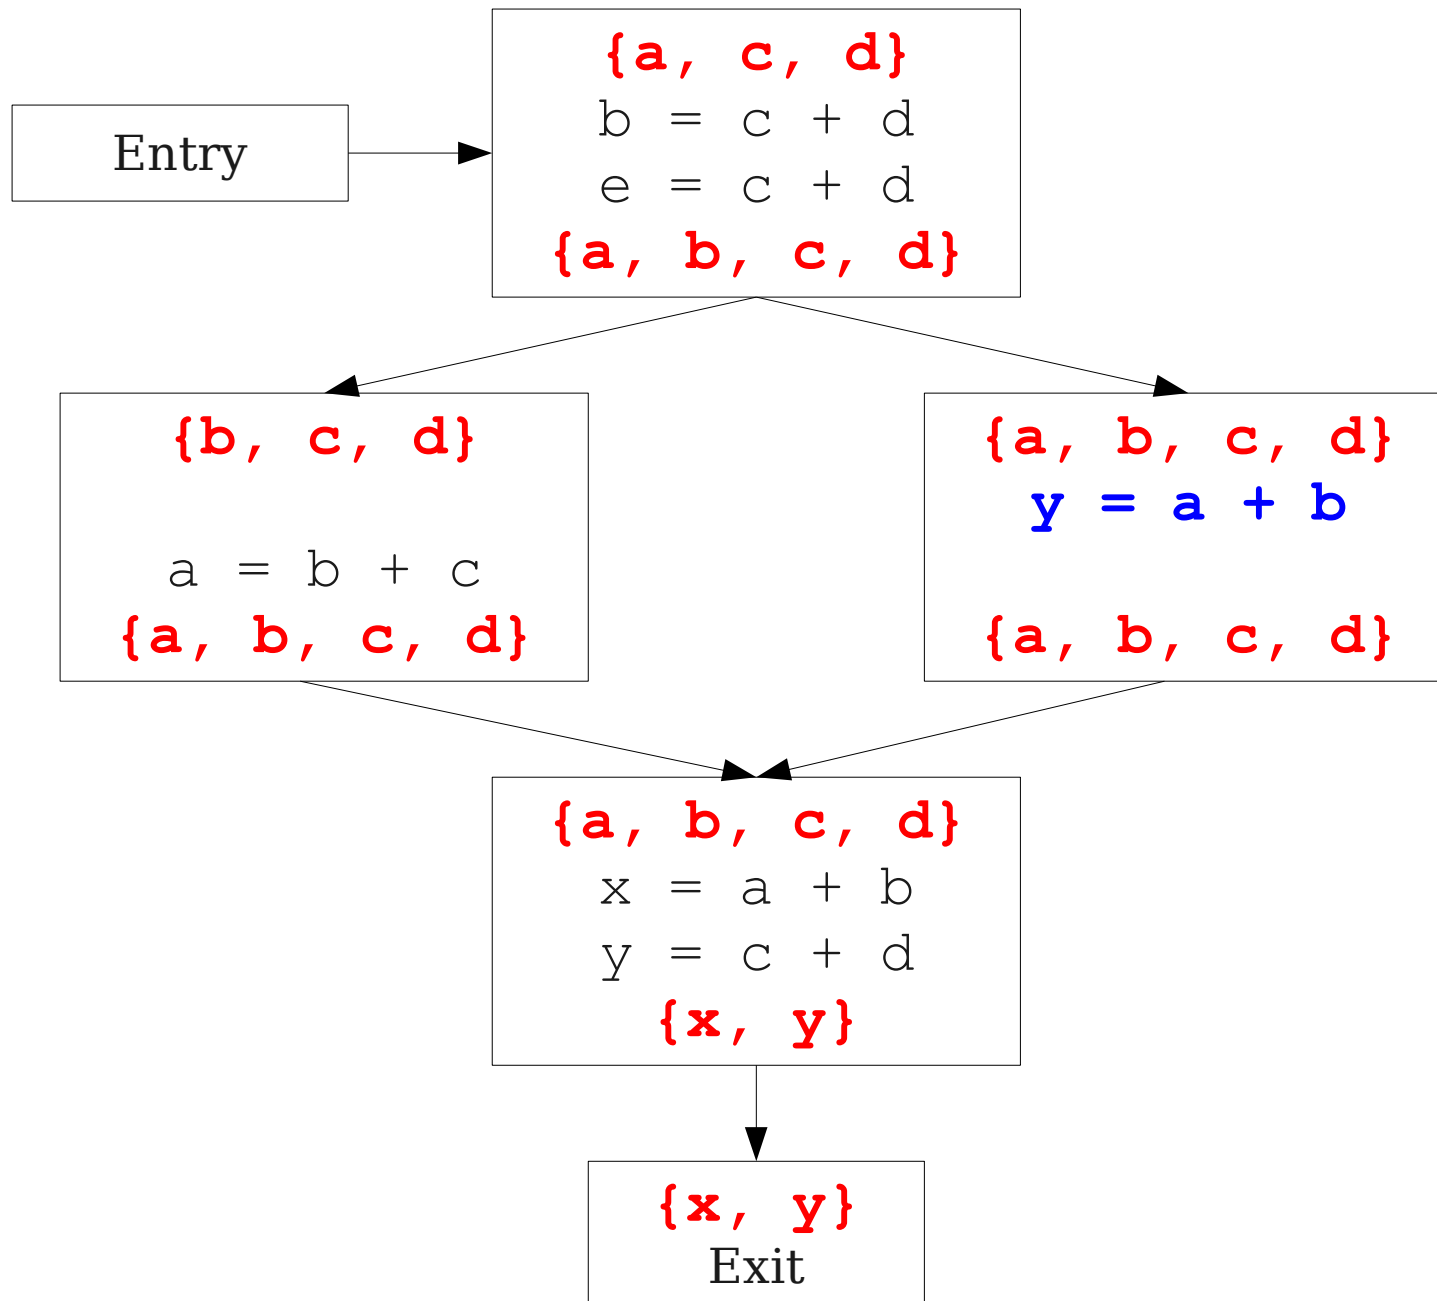 {a, c, d}
Entry
b = c + d
e = c + d
{a, b, c, d}
{b, c, d}
a = b + c
{a, b, c, d}
{a, b, c, d}
y = a + b
{a, b, c, d}
{a, b, c, d}
x = a + b
y = c + d
{x, y}
{x, y}
Exit